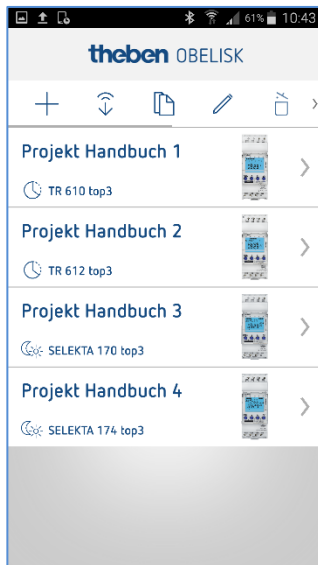 61% 10:43
theben OBELISK
Projekt Handbuch 1
TR 610 top3
Projekt Handbuch 2
TR 612 top3
Projekt Handbuch 3
SELEKTA 170 top3
Projekt Handbuch 4
SELEKTA 174 top3